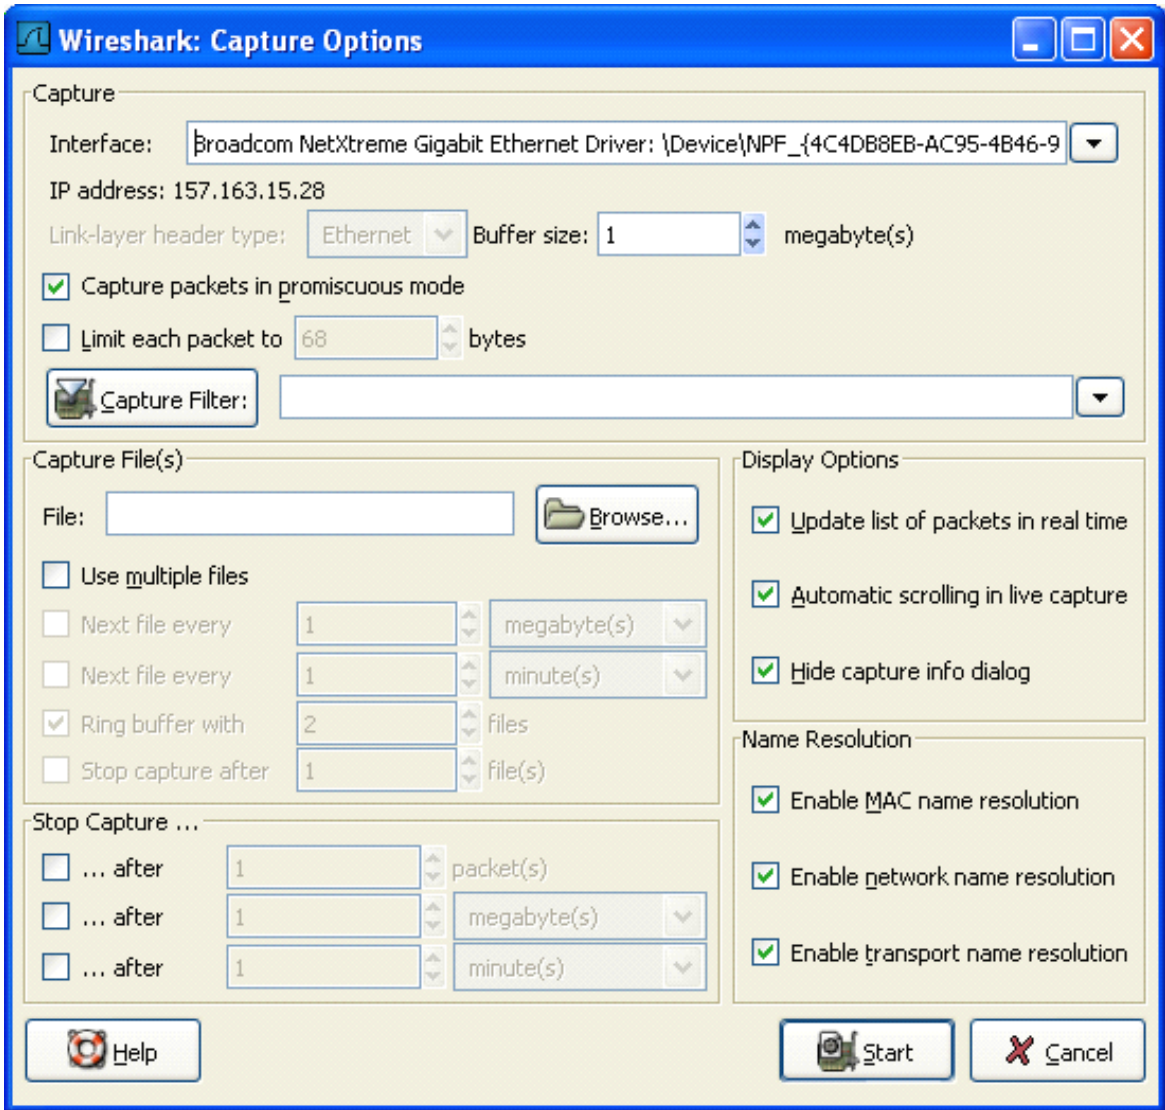 Wireshark: Capture Options
Capture
Interface: Broadcom NetXtreme Gigabit Ethernet Driver: \Device\NPF_{4C4DB8EB-AC95-4B46-9
IP address: 157.163.15.28
Link-layer header type: Ethernet Buffer size: 1 megabyte(s)
Capture packets in promiscuous mode
Limit each packet to 68 bytes
Capture Filter:
Capture File(s)
File: Browse...
Use multiple files
Next file every 1 megabyte(s)
Next file every 1 minute(s)
Ring buffer with 2 files
Stop capture after 1 file(s)
Stop Capture ...
... after 1 packet(s)
... after 1 megabyte(s)
... after 1 minute(s)
Display Options
Update list of packets in real time
Automatic scrolling in live capture
Hide capture info dialog
Name Resolution
Enable MAC name resolution
Enable network name resolution
Enable transport name resolution
Help Start Cancel